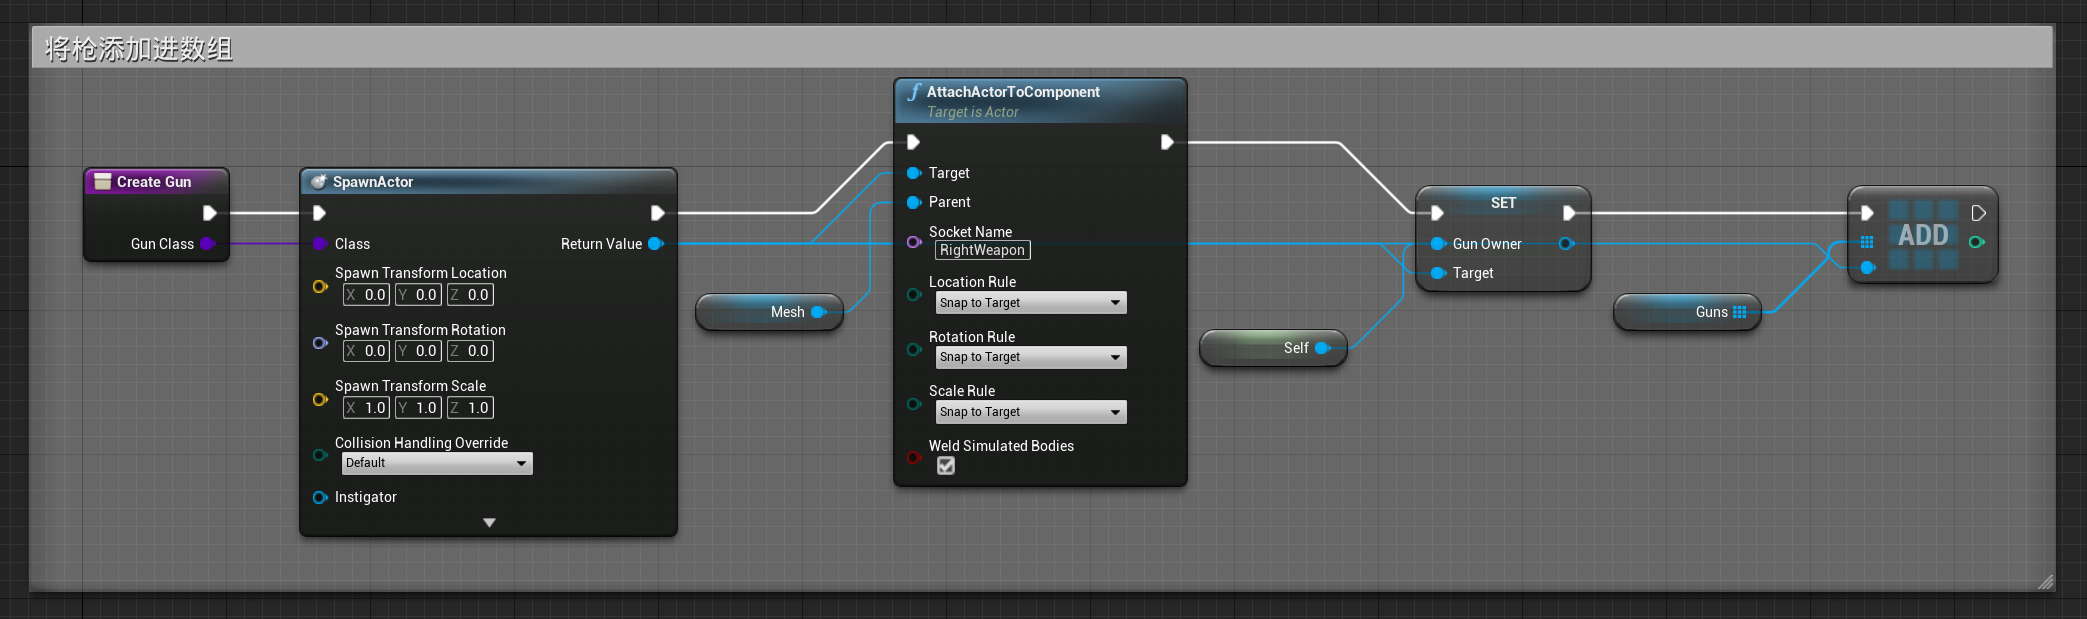 将枪添加进数组
Create Gun
Gun Class
SpawnActor
Class
Return Value
Spawn Transform Location
X 0.0 Y 0.0 Z 0.0
Spawn Transform Rotation
X 0.0 Y 0.0 Z 0.0
Spawn Transform Scale
X 1.0 Y 1.0 Z 1.0
Collision Handling Override
Default
Instigator
Mesh
f AttachActorToComponent
Target is Actor
Target
Parent
Socket Name
RightWeapon
Location Rule
Snap to Target
Rotation Rule
Snap to Target
Scale Rule
Snap to Target
Weld Simulated Bodies
Self
SET
Gun Owner
Target
Guns
ADD